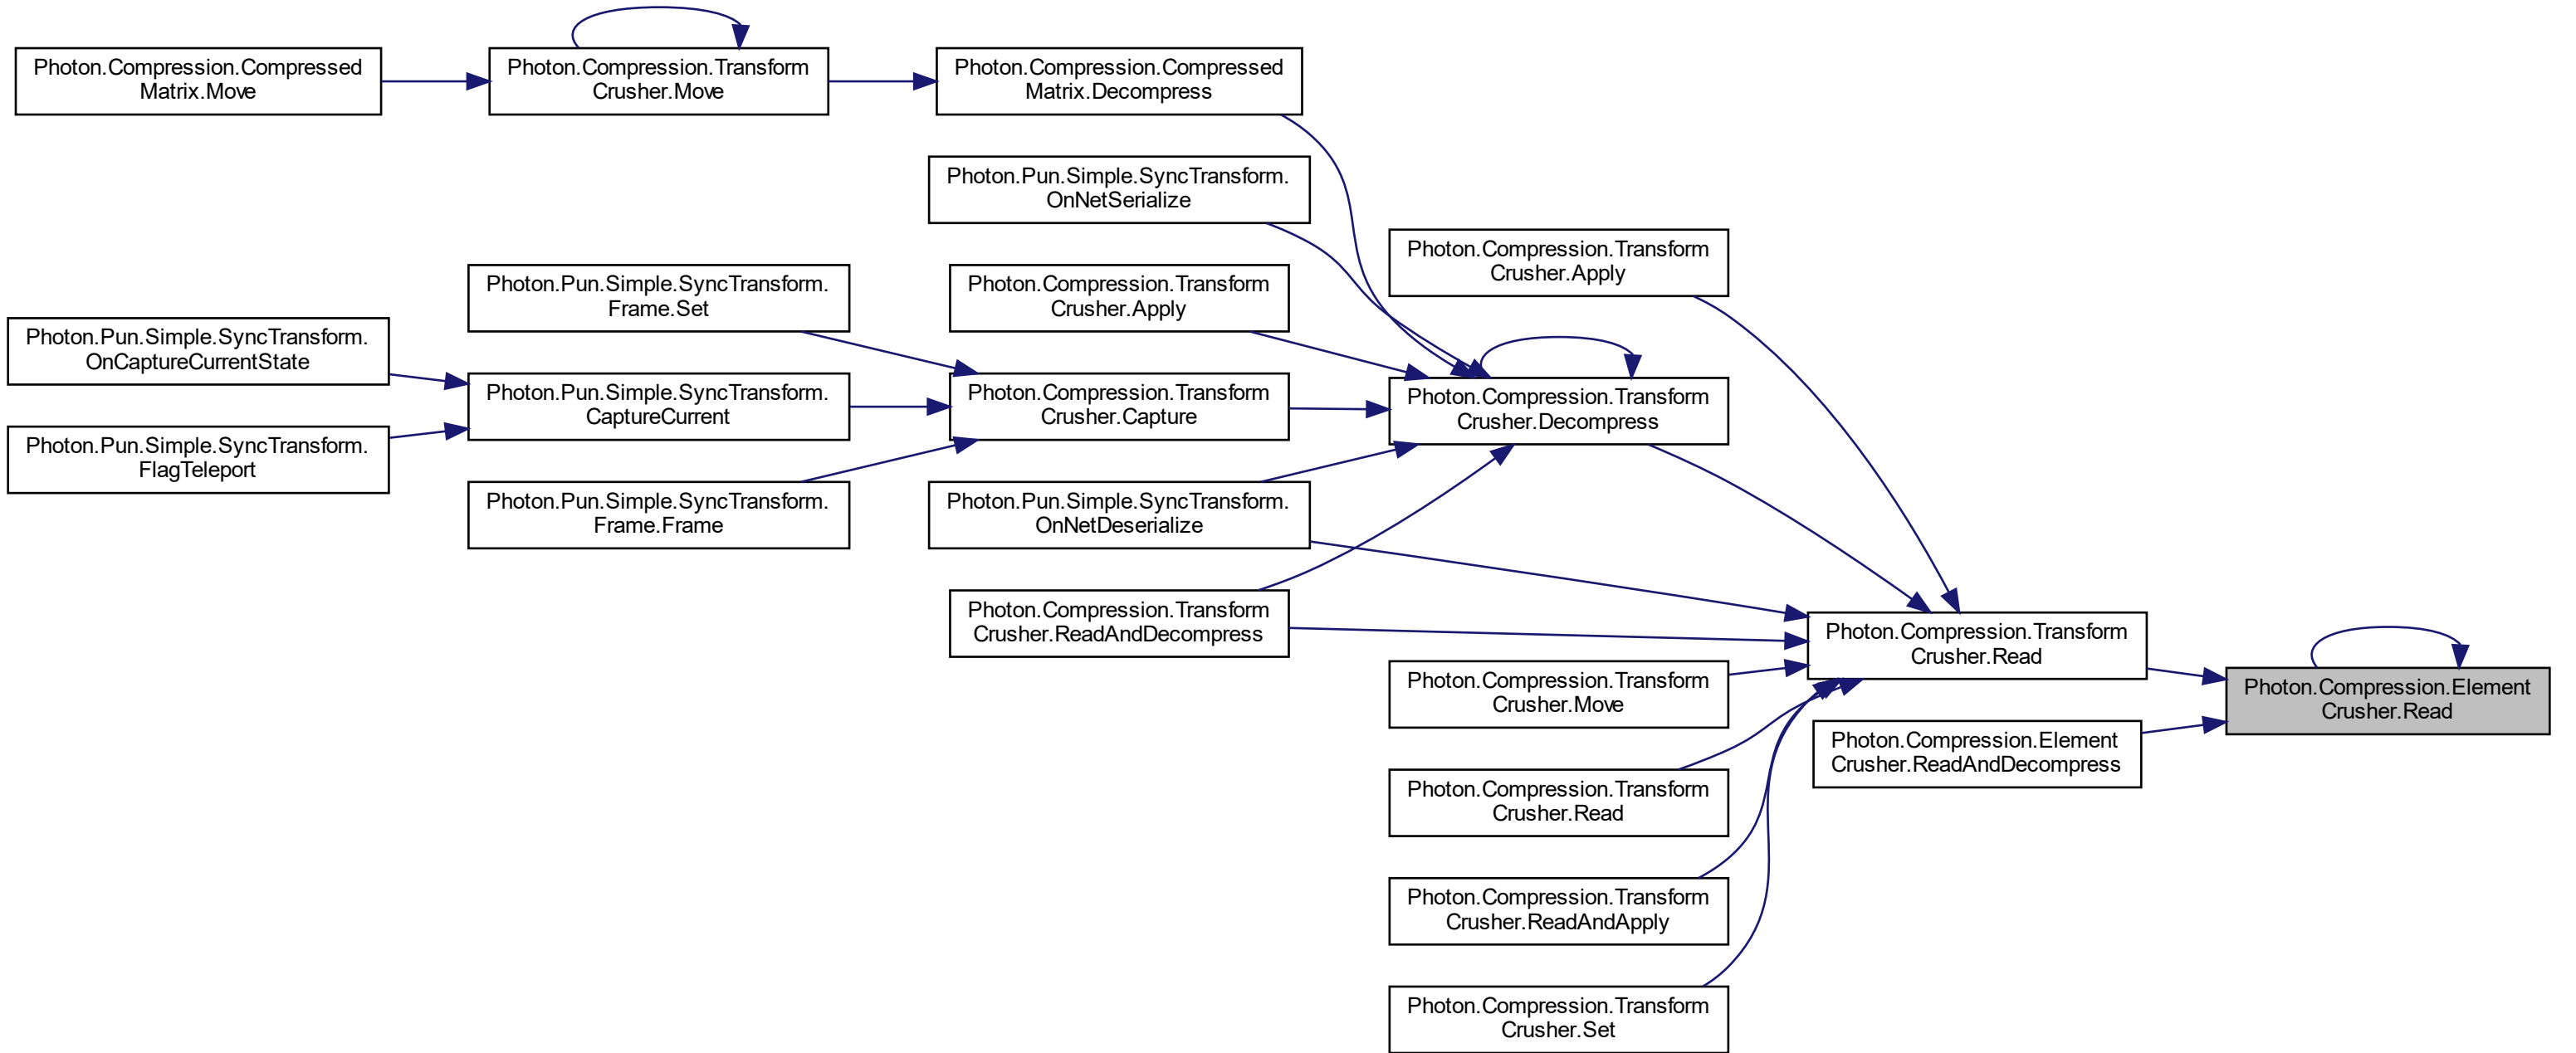 Photon.Compression.Compressed
Matrix.Move
Photon.Compression.Transform
Crusher.Move
Photon.Compression.Compressed
Matrix.Decompress
Photon.Pun.Simple.SyncTransform.
OnNetSerialize
Photon.Compression.Transform
Crusher.Apply
Photon.Pun.Simple.SyncTransform.
Frame.Set
Photon.Compression.Transform
Crusher.Apply
Photon.Pun.Simple.SyncTransform.
OnCaptureCurrentState
Photon.Pun.Simple.SyncTransform.
CaptureCurrent
Photon.Compression.Transform
Crusher.Capture
Photon.Compression.Transform
Crusher.Decompress
Photon.Pun.Simple.SyncTransform.
FlagTeleport
Photon.Pun.Simple.SyncTransform.
Frame.Frame
Photon.Pun.Simple.SyncTransform.
OnNetDeserialize
Photon.Compression.Transform
Crusher.ReadAndDecompress
Photon.Compression.Transform
Crusher.Read
Photon.Compression.Transform
Crusher.Move
Photon.Compression.Element
Crusher.Read
Photon.Compression.Element
Crusher.ReadAndDecompress
Photon.Compression.Transform
Crusher.Read
Photon.Compression.Transform
Crusher.ReadAndApply
Photon.Compression.Transform
Crusher.Set